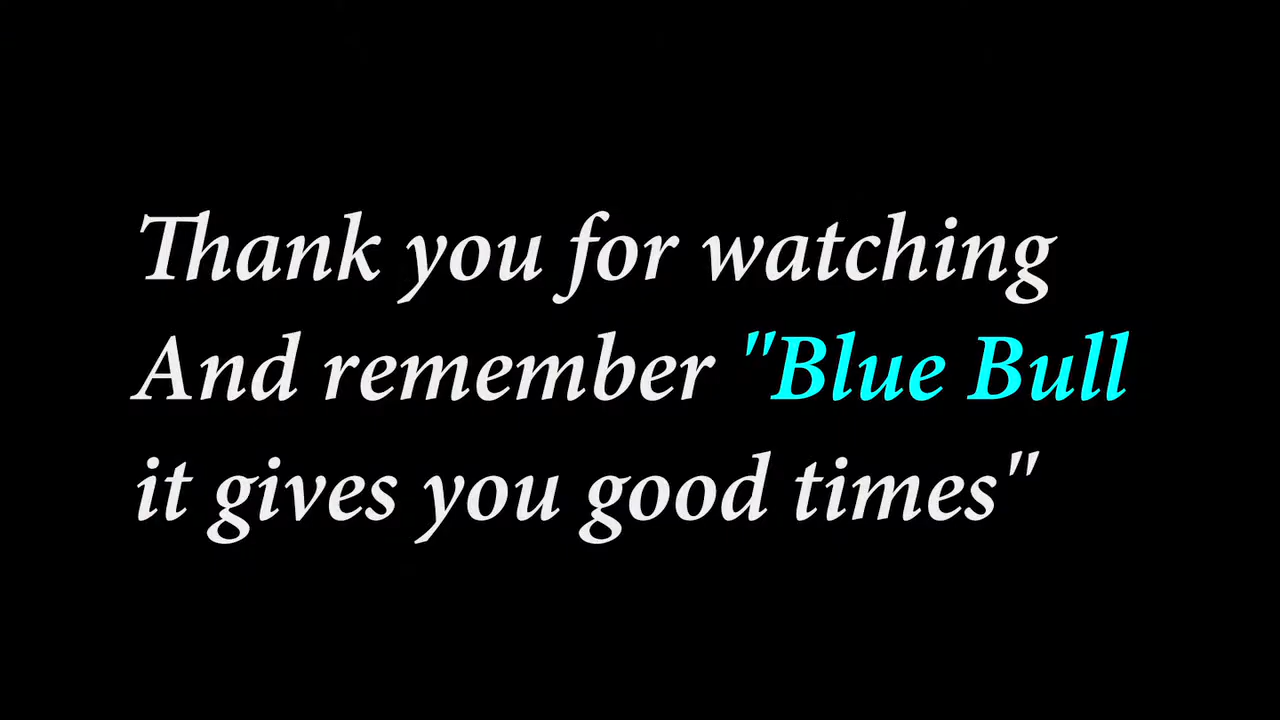 Thank you for watching
And remember "Blue Bull
it gives you good times"